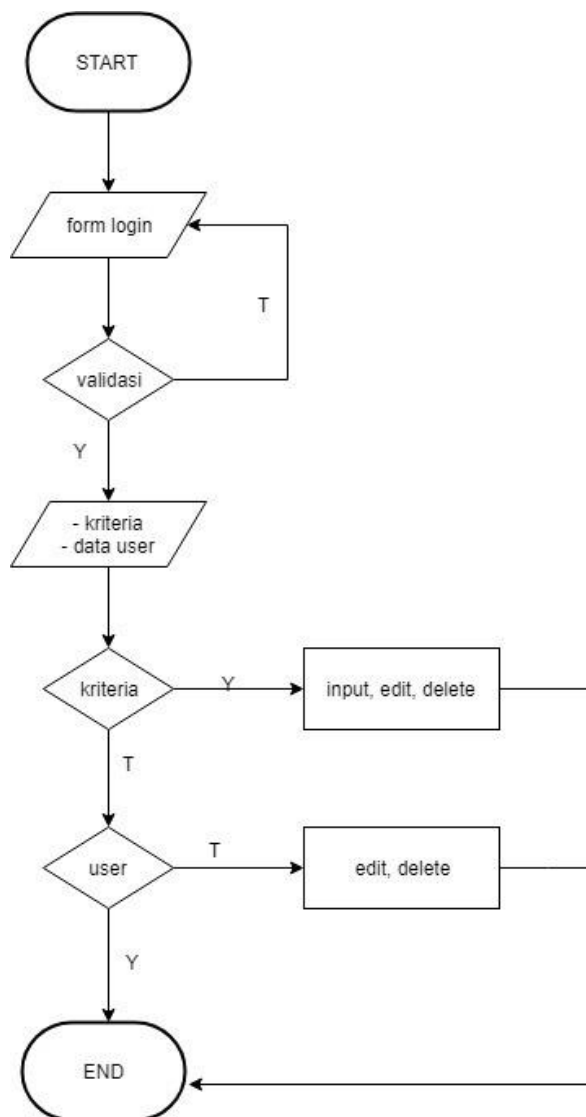 START
form login
T
validasi
Y
- kriteria
- data user
kriteria
Y
input, edit, delete
T
user
T
edit, delete
Y
END